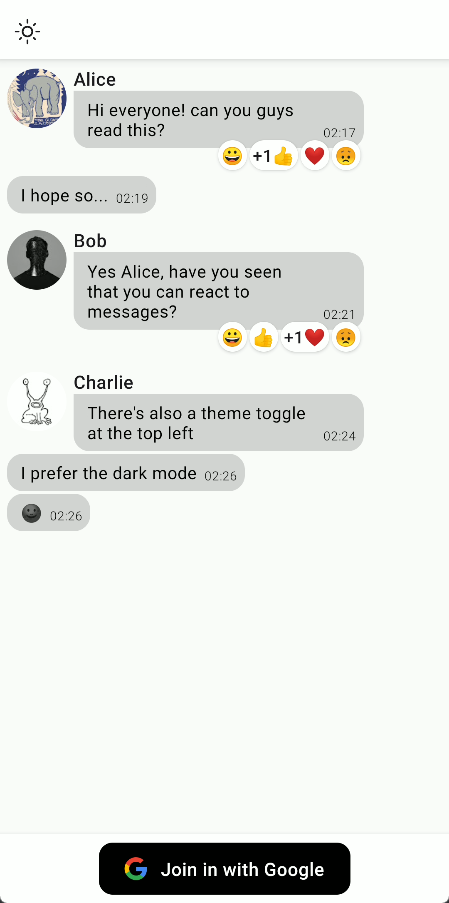 Alice
Hi everyone! can you guys
read this?
02:17
😀 +1👍 ❤️ 😡
I hope so... 02:19
Bob
Yes Alice, have you seen
that you can react to
messages?
02:21
😀 👍 +1❤️ 😡
Charlie
There's also a theme toggle
at the top left
02:24
I prefer the dark mode 02:26
🌚 02:26
Join in with Google